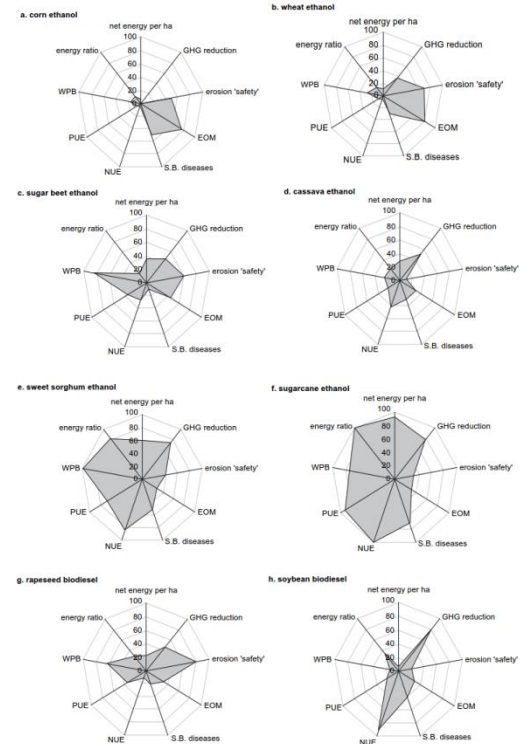 a. corn ethanol
net energy per ha
100
80
60
40
20
0
energy ratio
GHG reduction
WPB
erosion 'safety'
PUE
EOM
NUE
S.B. diseases
b. wheat ethanol
net energy per ha
100
80
60
40
20
0
energy ratio
GHG reduction
WPB
erosion 'safety'
PUE
EOM
NUE
S.B. diseases
c. sugar beet ethanol
net energy per ha
100
80
60
40
20
0
energy ratio
GHG reduction
WPB
erosion 'safety'
PUE
EOM
NUE
S.B. diseases
d. cassava ethanol
net energy per ha
100
80
60
40
20
0
energy ratio
GHG reduction
WPB
erosion 'safety'
PUE
EOM
NUE
S.B. diseases
e. sweet sorghum ethanol
net energy per ha
100
80
60
40
20
0
energy ratio
GHG reduction
WPB
erosion 'safety'
PUE
EOM
NUE
S.B. diseases
f. sugarcane ethanol
net energy per ha
100
80
60
40
20
0
energy ratio
GHG reduction
WPB
erosion 'safety'
PUE
EOM
NUE
S.B. diseases
g. rapeseed biodiesel
net energy per ha
100
80
60
40
20
0
energy ratio
GHG reduction
WPB
erosion 'safety'
PUE
EOM
NUE
S.B. diseases
h. soybean biodiesel
net energy per ha
100
80
60
40
20
0
energy ratio
GHG reduction
WPB
erosion 'safety'
PUE
EOM
NUE
S.B. diseases